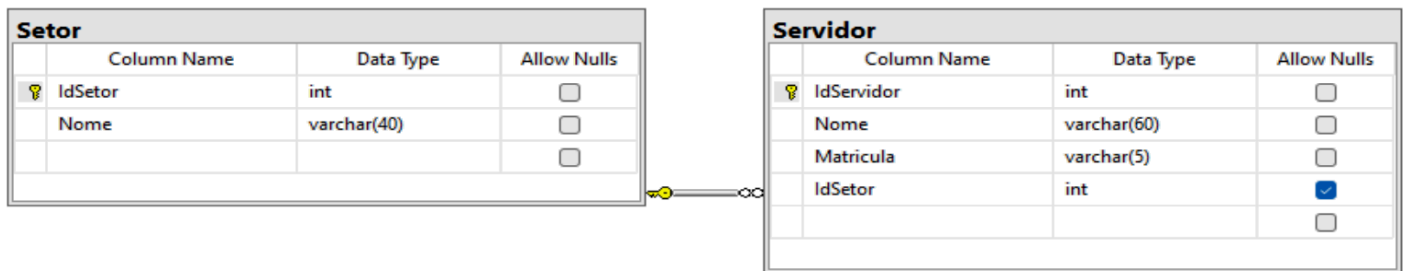 Setor
Column Name Data Type Allow Nulls
IdSetor int
Nome varchar(40)
Servidor
Column Name Data Type Allow Nulls
IdServidor int
Nome varchar(60)
Matricula varchar(5)
IdSetor int